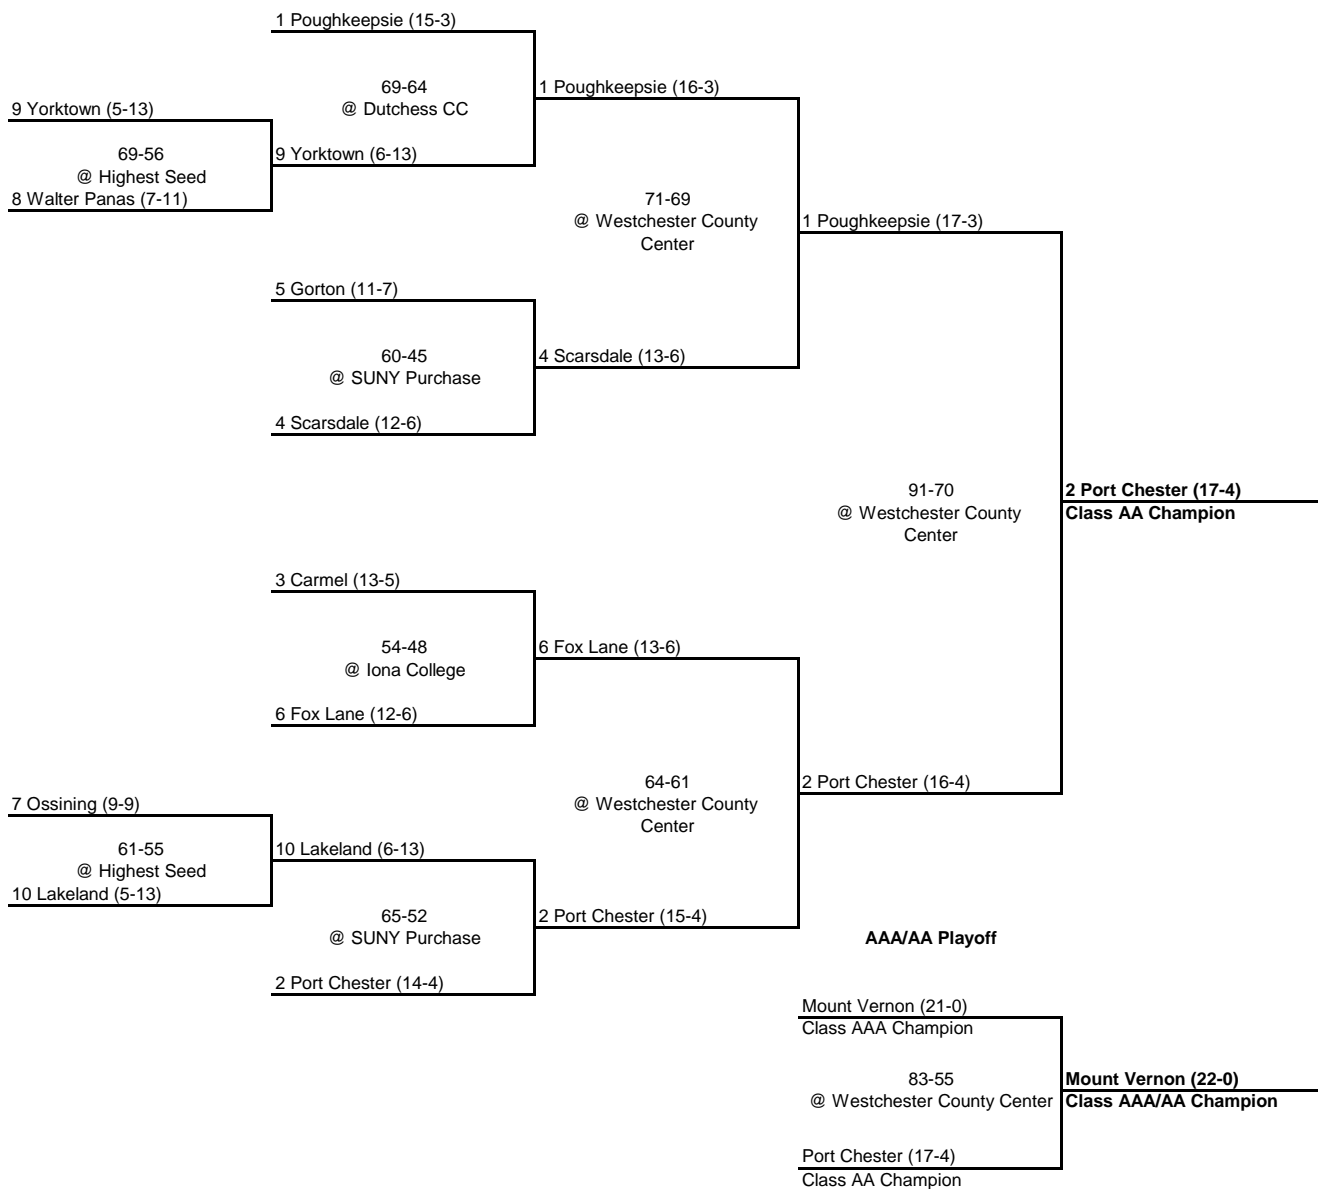 1 Poughkeepsie (15-3)
69-64
@ Dutchess CC
1 Poughkeepsie (16-3)
9 Yorktown (5-13)
69-56
@ Highest Seed
9 Yorktown (6-13)
8 Walter Panas (7-11)
71-69
@ Westchester County
Center
1 Poughkeepsie (17-3)
5 Gorton (11-7)
60-45
@ SUNY Purchase
4 Scarsdale (13-6)
4 Scarsdale (12-6)
91-70
@ Westchester County
Center
2 Port Chester (17-4)
Class AA Champion
3 Carmel (13-5)
54-48
@ Iona College
6 Fox Lane (13-6)
6 Fox Lane (12-6)
64-61
@ Westchester County
Center
2 Port Chester (16-4)
7 Ossining (9-9)
61-55
@ Highest Seed
10 Lakeland (6-13)
10 Lakeland (5-13)
65-52
@ SUNY Purchase
2 Port Chester (15-4)
2 Port Chester (14-4)
AAA/AA Playoff
Mount Vernon (21-0)
Class AAA Champion
83-55
@ Westchester County Center
Mount Vernon (22-0)
Class AAA/AA Champion
Port Chester (17-4)
Class AA Champion